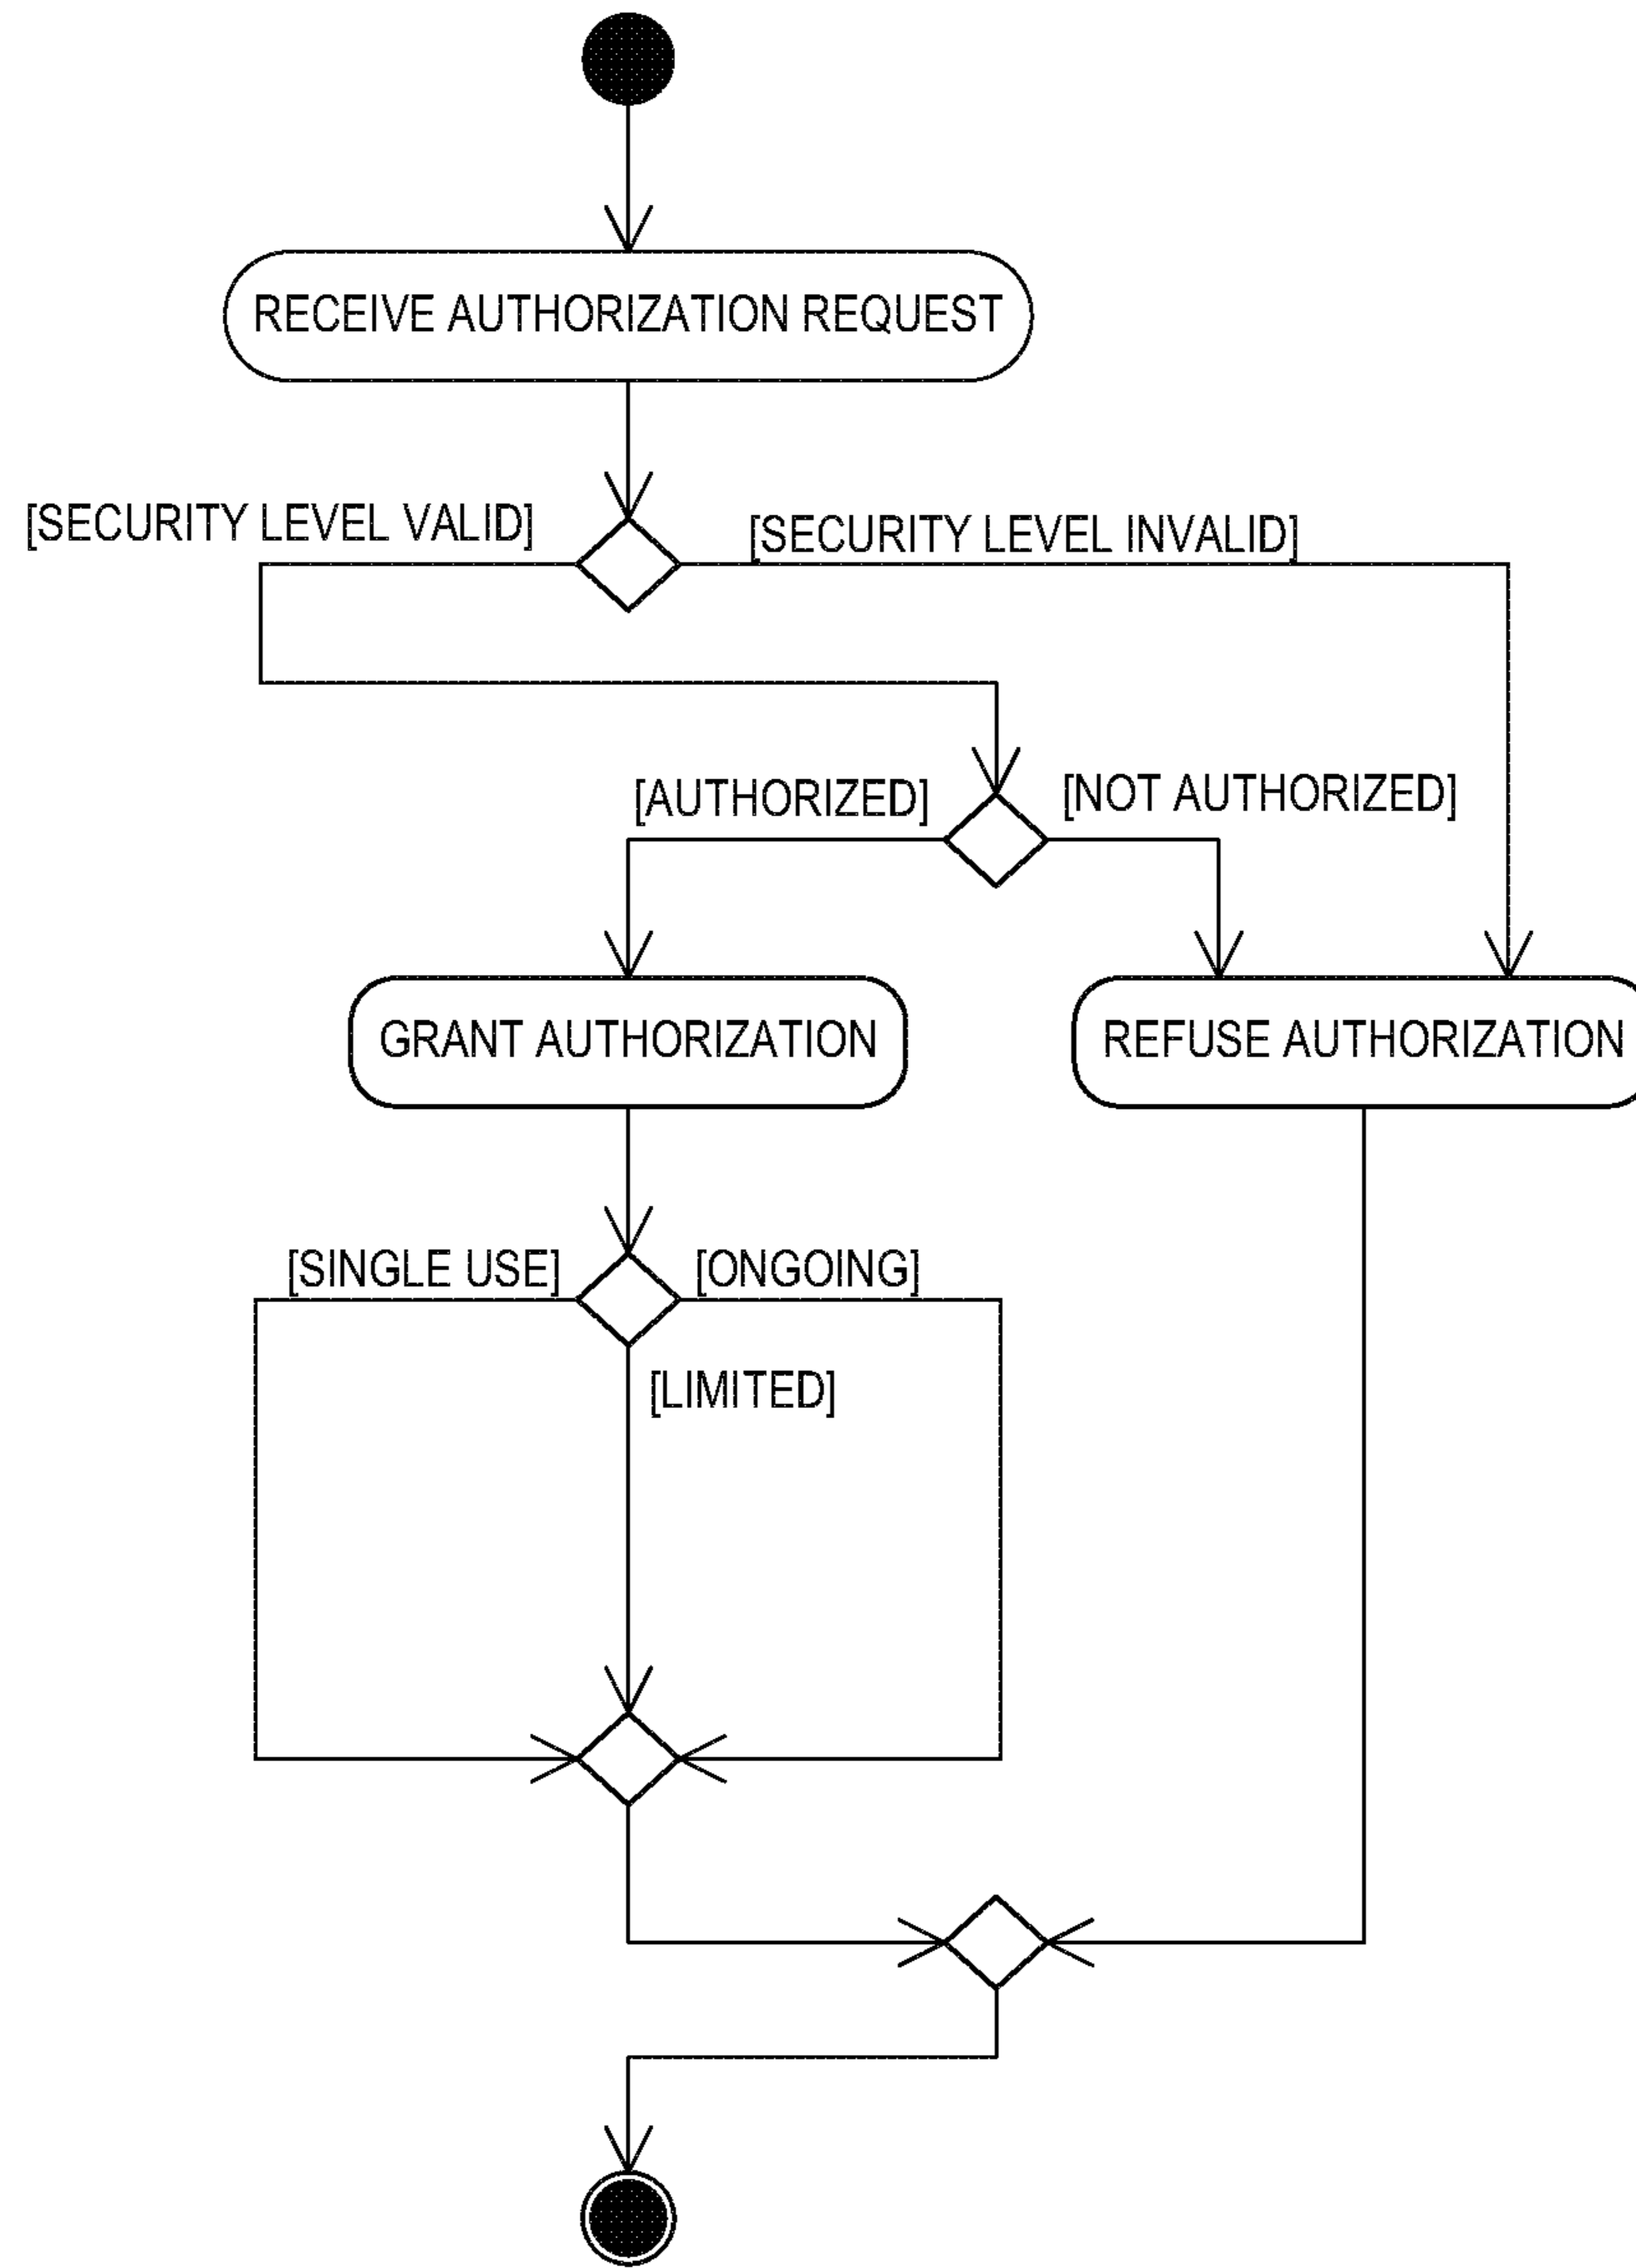 RECEIVE AUTHORIZATION REQUEST
[SECURITY LEVEL VALID]
[SECURITY LEVEL INVALID]
[AUTHORIZED]
[NOT AUTHORIZED]
GRANT AUTHORIZATION
REFUSE AUTHORIZATION
[SINGLE USE]
[ONGOING]
[LIMITED]